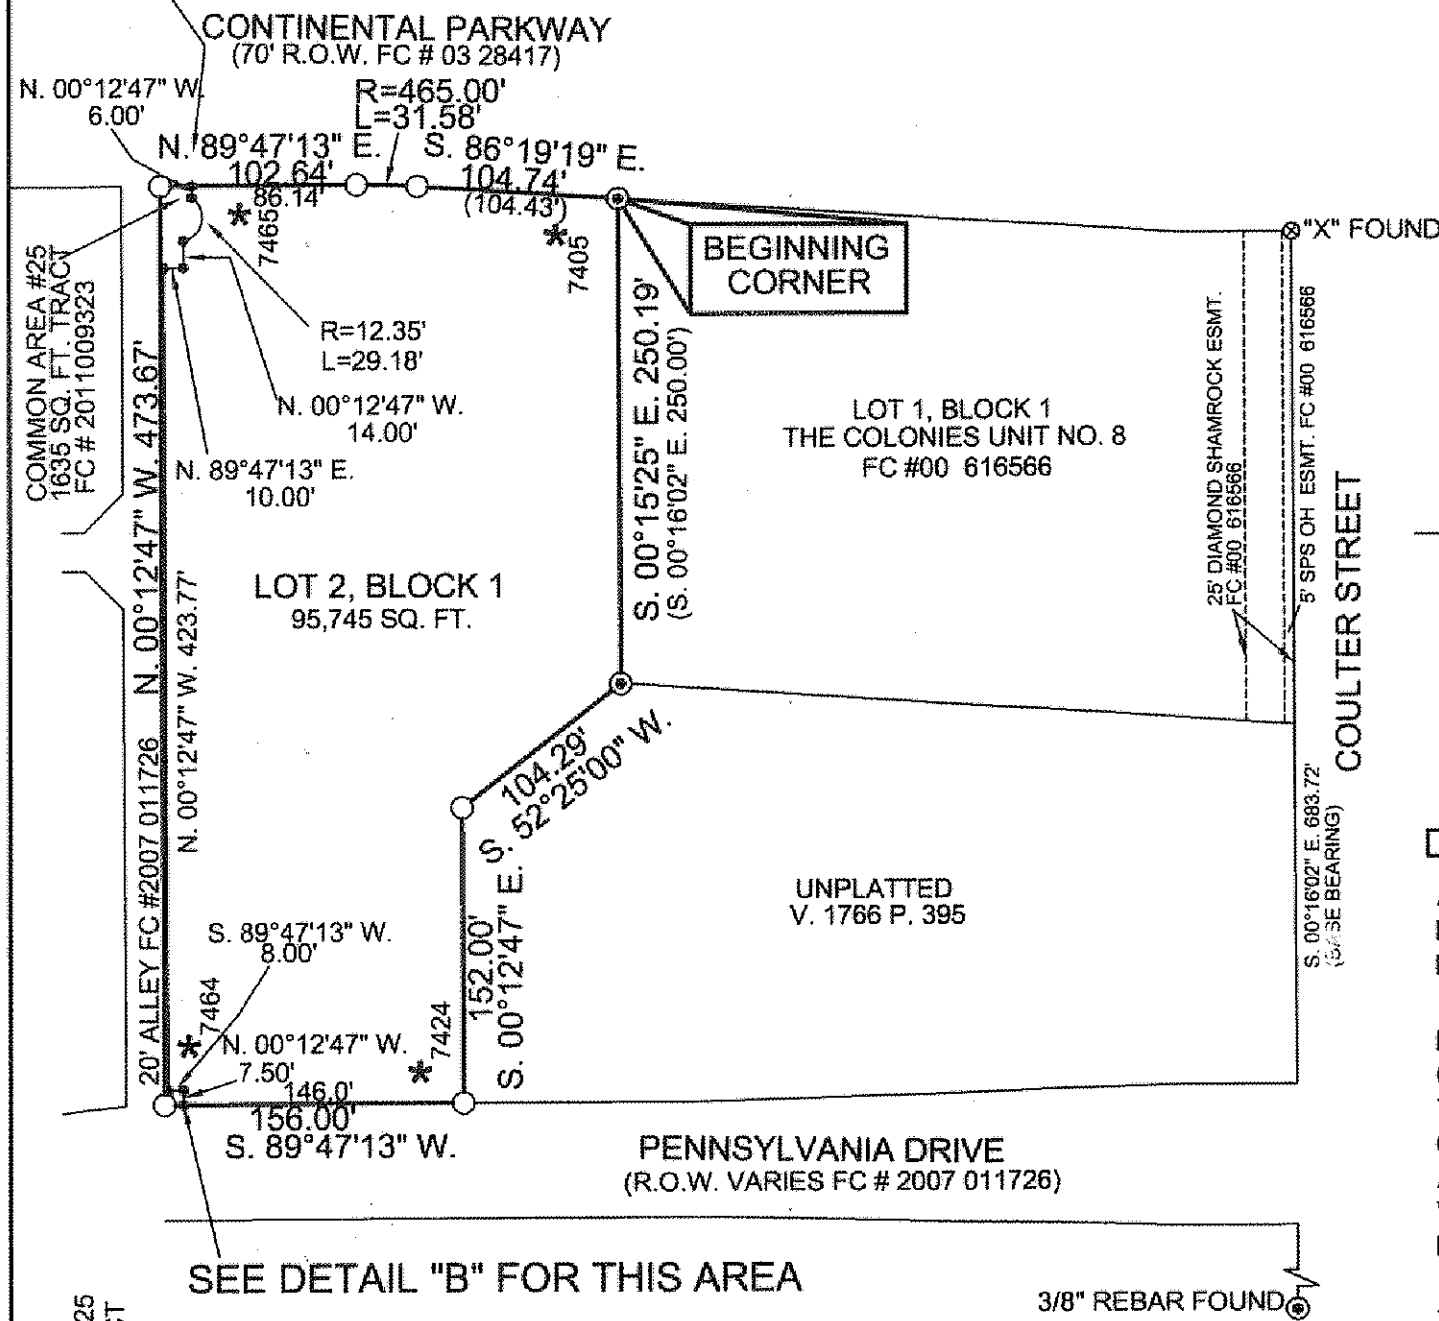 CONTINENTAL PARKWAY
(70' R.O.W. FC # 03 28417)
N. 00°12'47" W.
6.00'
R=465.00'
L=31.58'
N. 89°47'13" E.
102.64'
86.14'
S. 86°19'19" E.
104.74'
(104.43')
7465
7405
BEGINNING
CORNER
"X" FOUND
COMMON AREA #25
1635 SQ. FT. TRACT
FC # 2011009323
R=12.35'
L=29.18'
N. 00°12'47" W.
14.00'
N. 89°47'13" E.
10.00'
N. 00°12'47" W. 473.67'
N. 00°12'47" W. 423.77'
20' ALLEY FC #2007 011726
S. 00°15'25" E. 250.19'
(S. 00°16'02" E. 250.00')
LOT 1, BLOCK 1
THE COLONIES UNIT NO. 8
FC #00 616566
25' DIAMOND SHAMROCK ESMT.
FC #00 616566
5' SPS OH ESMT. FC #00 616566
COULTER STREET
LOT 2, BLOCK 1
95,745 SQ. FT.
104.29'
S. 52°25'00" W.
152.00'
S. 00°12'47" E.
UNPLATTED
V. 1766 P. 395
S. 00°16'02" E. 683.72'
(BASE BEARING)
S. 89°47'13" W.
8.00'
7464
N. 00°12'47" W.
7.50'
7424
146.0'
156.00'
S. 89°47'13" W.
PENNSYLVANIA DRIVE
(R.O.W. VARIES FC # 2007 011726)
SEE DETAIL "B" FOR THIS AREA
3/8" REBAR FOUND
25